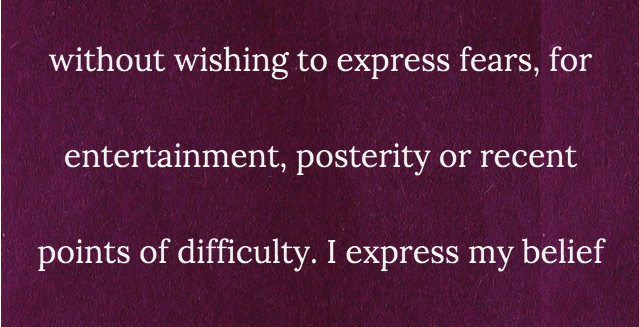 without wishing to express fears, for
entertainment, posterity or recent
points of difficulty. I express my belief